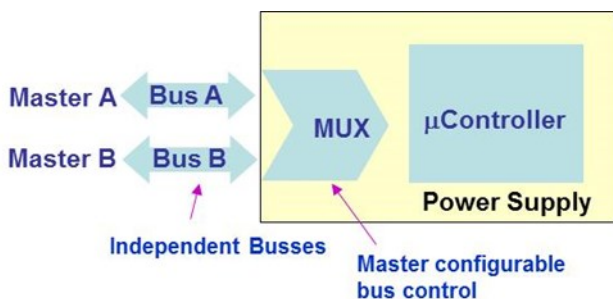 Master A
Bus A
Master B
Bus B
MUX
μController
Power Supply
Independent Busses
Master configurable
bus control